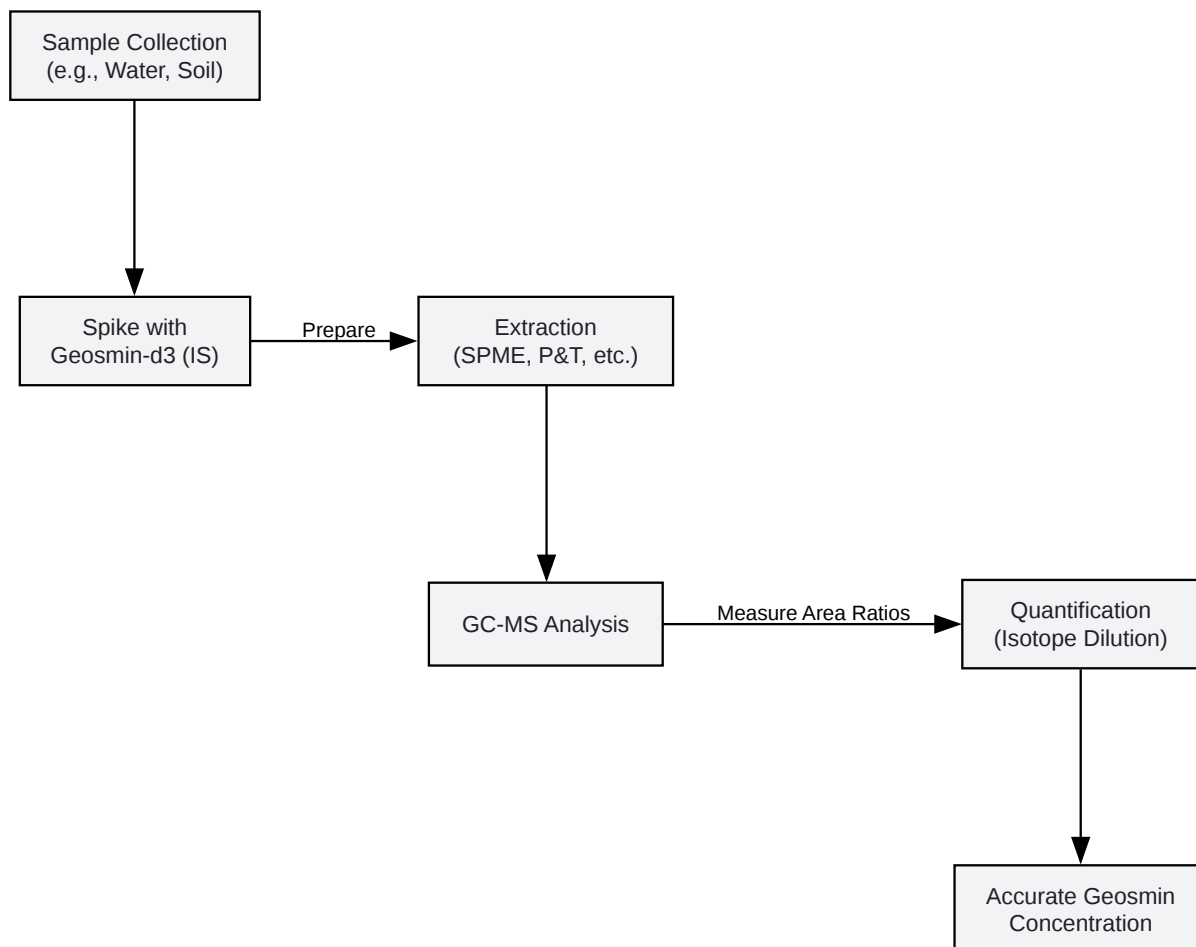 Sample Collection
(e.g., Water, Soil)
Spike with
Geosmin-d3 (IS)
Prepare
Extraction
(SPME, P&T, etc.)
GC-MS Analysis
Measure Area Ratios
Quantification
(Isotope Dilution)
Accurate Geosmin
Concentration